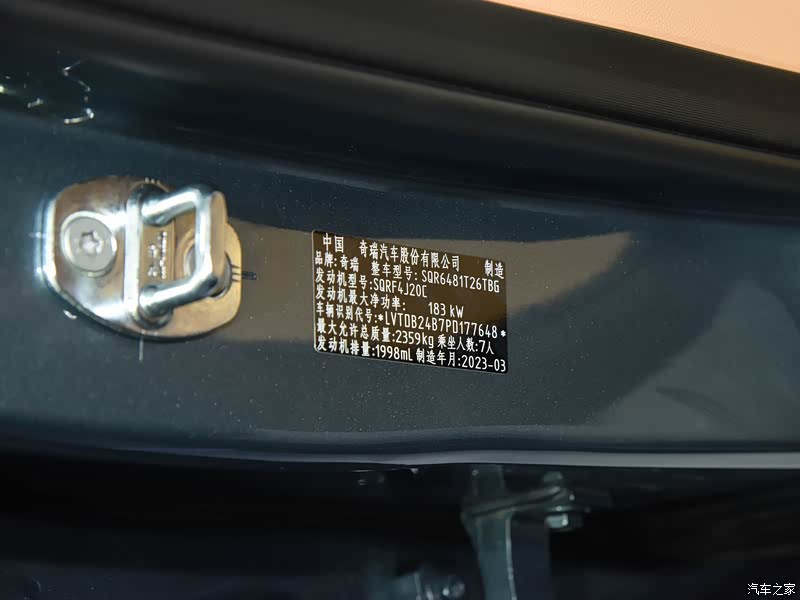 中国 奇瑞汽车股份有限公司 制造
品牌:奇瑞 整车型号:SQR6481T26TBG
发动机型号:SQRF4J20C
发动机最大净功率: 183 kW
车辆识别代号:*LVTDB24B7PD177648*
最大允许总质量:2359kg 乘坐人数:7人
发动机排量:1998mL 制造年月:2023-03
汽车之家